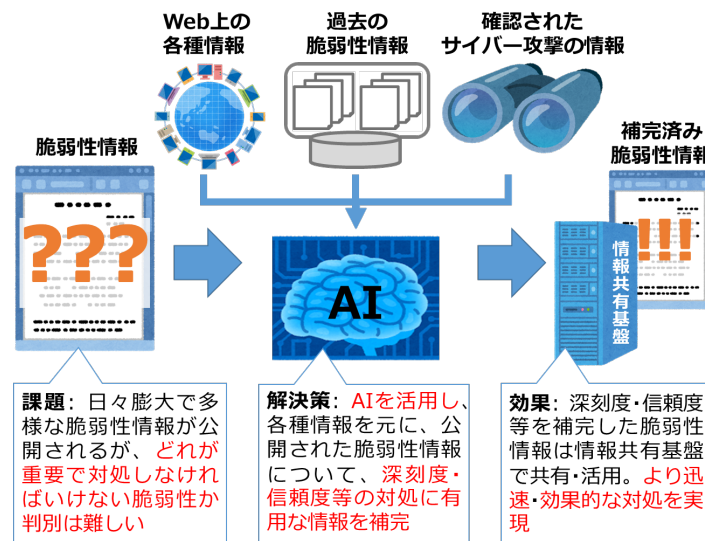 Web上の
各種情報
過去の
脆弱性情報
確認された
サイバー攻撃の情報
脆弱性情報
補完済み
脆弱性情報
???
AI
!!!
情報共有基盤
課題: 日々膨大で多
様な脆弱性情報が公
開されるが、どれが
重要で対処しなけれ
ばいけない脆弱性か
判別は難しい
解決策: AIを活用し、
各種情報を元に、公
開された脆弱性情報
について、深刻度・
信頼度等の対処に有
用な情報を補完
効果: 深刻度・信頼度
等を補完した脆弱性
情報は情報共有基盤
で共有・活用。より迅
速・効果的な対処を実
現